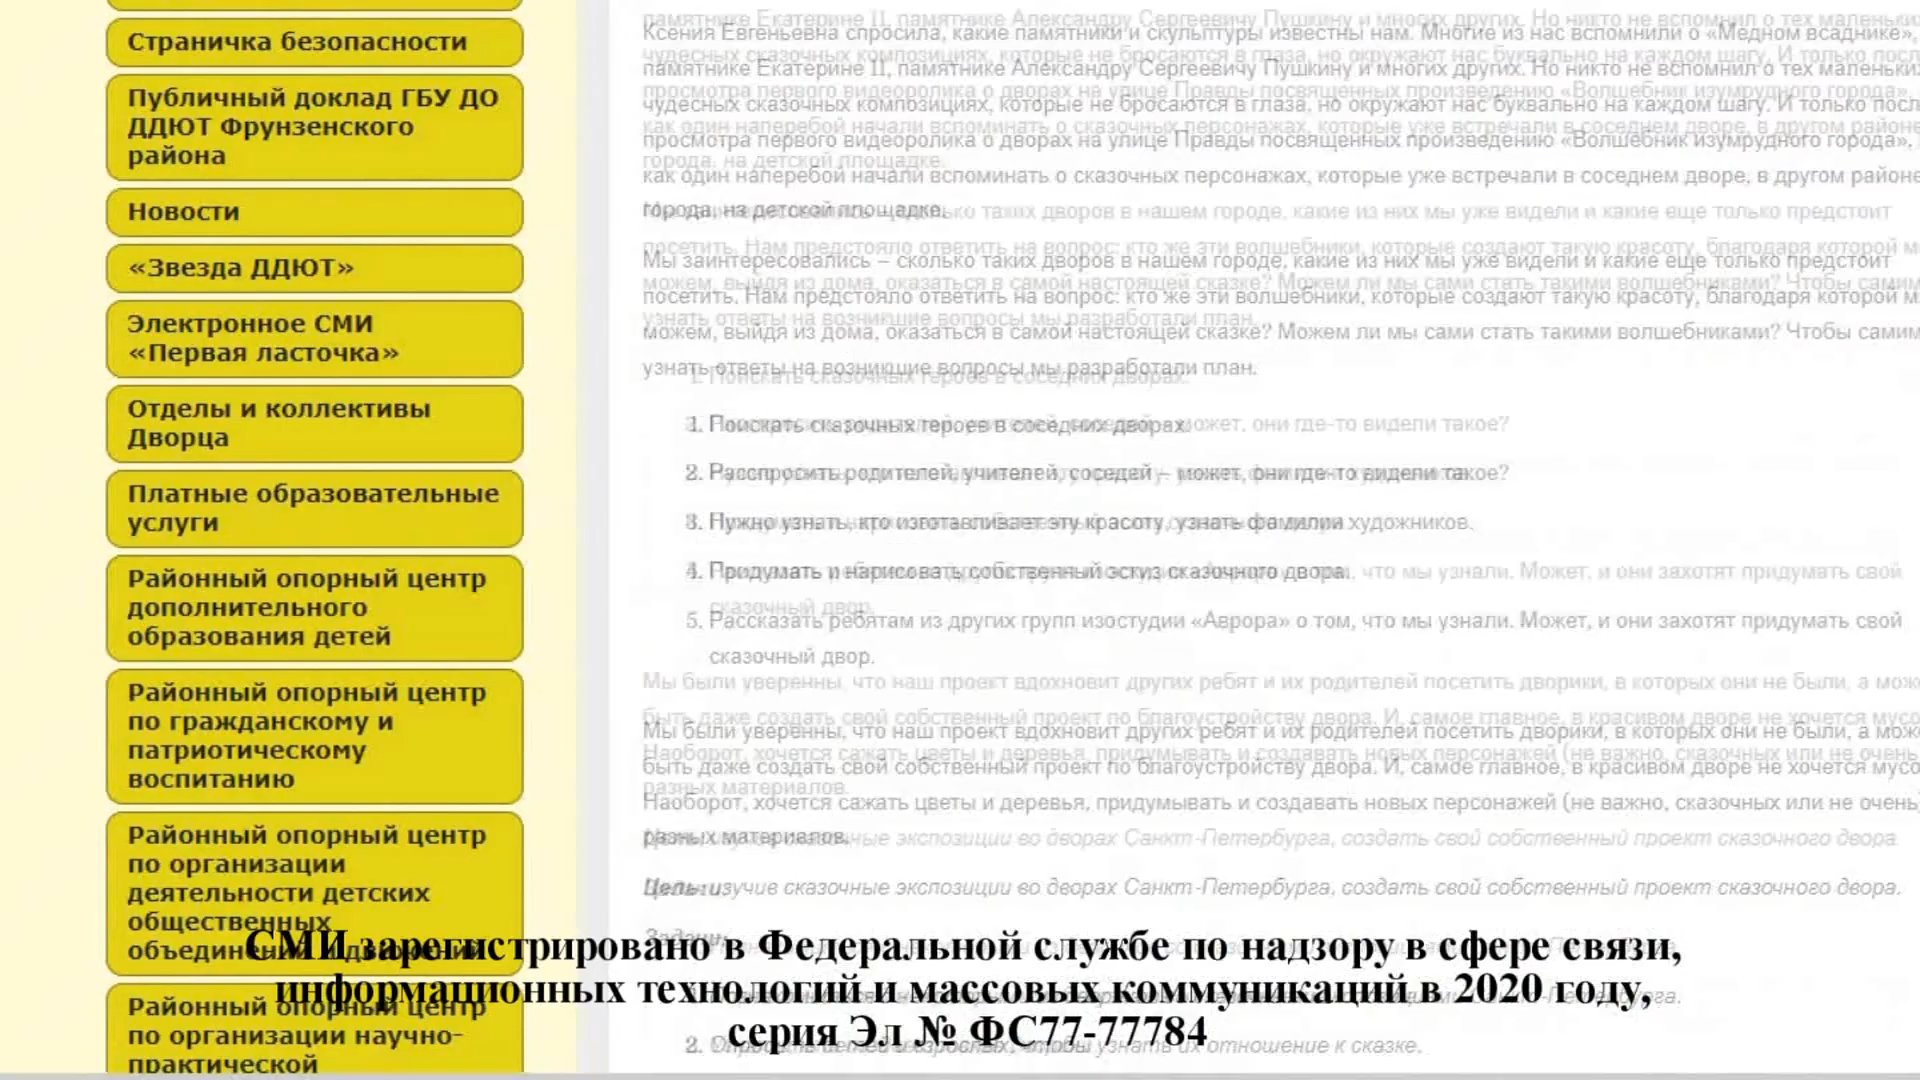 Страничка безопасности
Публичный доклад ГБУ ДО
ДДЮТ Фрунзенского
района
Новости
«Звезда ДДЮТ»
Электронное СМИ
«Первая ласточка»
Отделы и коллективы
Дворца
Платные образовательные
услуги
Районный опорный центр
дополнительного
образования детей
Районный опорный центр
по гражданскому и
патриотическому
воспитанию
Районный опорный центр
по организации
деятельности детских
общественных
Районный опорный центр
по организации научно-
практической
Ксения Евгеньевна спросила, какие памятники и скульптуры известны нам. Многие из нас вспомнили о «Медном всаднике»,
памятнике Екатерине II, памятнике Александру Сергеевичу Пушкину и многих других. Но никто не вспомнил о тех маленьких
чудесных сказочных композициях, которые не бросаются в глаза, но окружают нас буквально на каждом шагу. И только
просмотра первого видеоролика о дворах на улице Правды посвященных произведению «Волшебник изумрудного города»,
как один наперебой начали вспоминать о сказочных персонажах, которые уже встречали в соседнем дворе, в другом районе
города, на детской площадке.
Мы заинтересовались – сколько таких дворов в нашем городе, какие из них мы уже видели и какие еще только предстоит
посетить. Нам предстояло ответить на вопрос: кто же эти волшебники, которые создают такую красоту, благодаря которой
можем, выйдя из дома, оказаться в самой настоящей сказке? Можем ли мы сами стать такими волшебниками? Чтобы самим
узнать ответы на возникшие вопросы мы разработали план.
1. Поискать сказочных героев в соседних дворах.
2. Расспросить родителей, учителей, соседей – может, они где-то видели такое?
3. Нужно узнать, кто изготавливает эту красоту, узнать фамилии художников.
4. Придумать и нарисовать собственный эскиз сказочного двора.
5. Рассказать ребятам из других групп изостудии «Аврора» о том, что мы узнали. Может, и они захотят придумать свой
сказочный двор.
Мы были уверенны, что наш проект вдохновит других ребят и их родителей посетить дворики, в которых они не были, а
быть даже создать свой собственный проект по благоустройству двора. И, самое главное, в красивом дворе не хочется
Наоборот, хочется сажать цветы и деревья, придумывать и создавать новых персонажей (не важно, сказочных или не очень)
разных материалов.
Цель: изучив сказочные экспозиции во дворах Санкт-Петербурга, создать свой собственный проект сказочного двора.
Задачи:
2. узнать их отношение к сказке.
СМИ зарегистрировано в Федеральной службе по надзору в сфере связи,
информационных технологий и массовых коммуникаций в 2020 году,
серия Эл № ФС77-77784